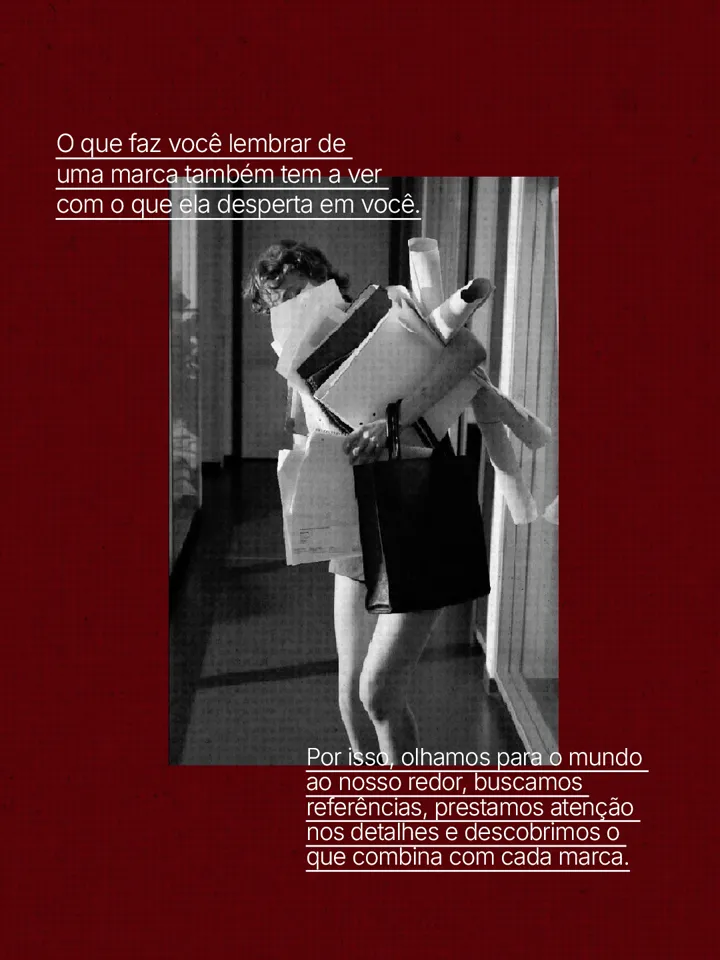 O que faz você lembrar de
uma marca também tem a ver
com o que ela desperta em você.
Por isso, olhamos para o mundo
ao nosso redor, buscamos
referências, prestamos atenção
nos detalhes e descobrimos o
que combina com cada marca.